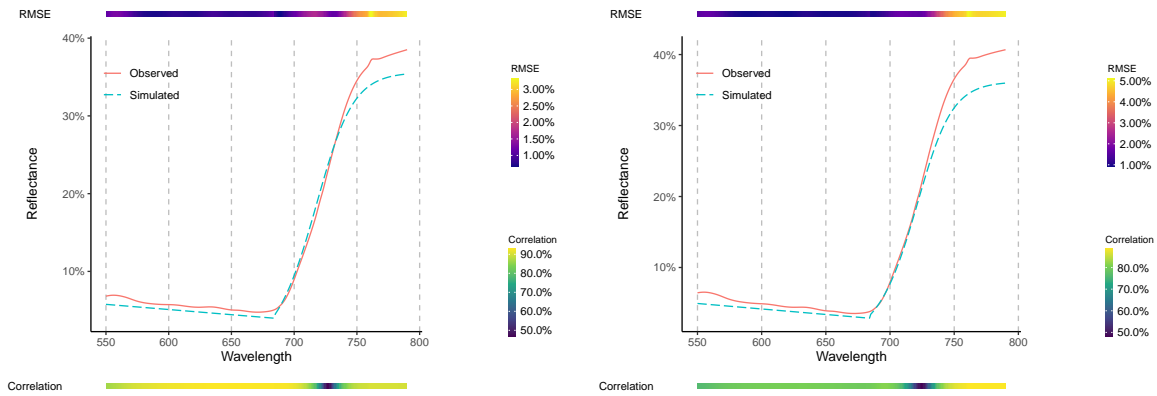 RMSE
40%
30%
20%
10%
Reflectance
Observed
Simulated
550 600 650 700 750 800
Wavelength
RMSE
3.00%
2.50%
2.00%
1.50%
1.00%
Correlation
90.0%
80.0%
70.0%
60.0%
50.0%
Correlation
RMSE
40%
30%
20%
10%
Reflectance
Observed
Simulated
550 600 650 700 750 800
Wavelength
RMSE
5.00%
4.00%
3.00%
2.00%
1.00%
Correlation
80.0%
70.0%
60.0%
50.0%
Correlation